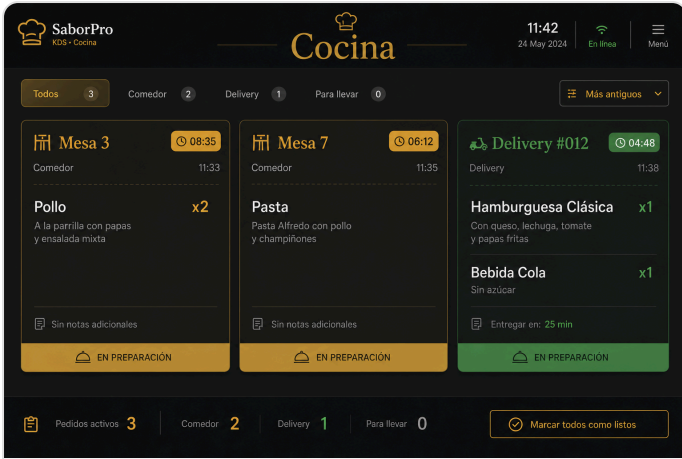 SaborPro
KDS • Cocina
Cocina
11:42
24 May 2024
En línea
Menú
Todos 3
Comedor 2
Delivery 1
Para llevar 0
Más antiguos
Mesa 3
08:35
Comedor
11:33
Pollo
x2
A la parrilla con papas
y ensalada mixta
Sin notas adicionales
EN PREPARACIÓN
Mesa 7
06:12
Comedor
11:35
Pasta
Pasta Alfredo con pollo
y champiñones
Sin notas adicionales
EN PREPARACIÓN
Delivery #012
04:48
Delivery
11:38
Hamburguesa Clásica
x1
Con queso, lechuga, tomate
y papas fritas
Bebida Cola
x1
Sin azúcar
Entregar en: 25 min
EN PREPARACIÓN
Pedidos activos 3
Comedor 2
Delivery 1
Para llevar 0
Marcar todos como listos